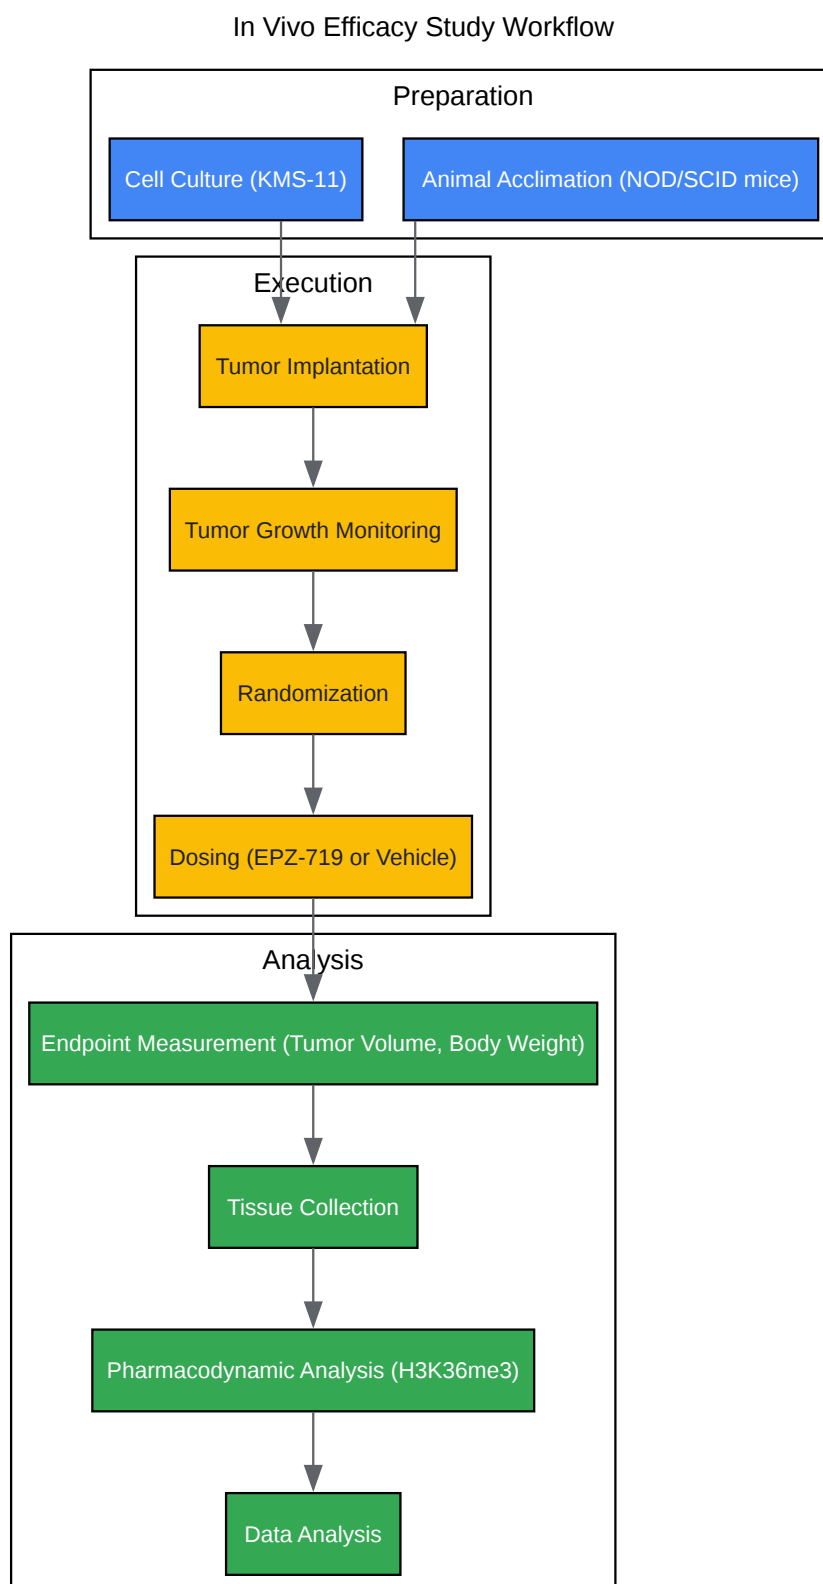 In Vivo Efficacy Study Workflow
Preparation
Cell Culture (KMS-11)
Animal Acclimation (NOD/SCID mice)
Execution
Tumor Implantation
Tumor Growth Monitoring
Randomization
Dosing (EPZ-719 or Vehicle)
Analysis
Endpoint Measurement (Tumor Volume, Body Weight)
Tissue Collection
Pharmacodynamic Analysis (H3K36me3)
Data Analysis